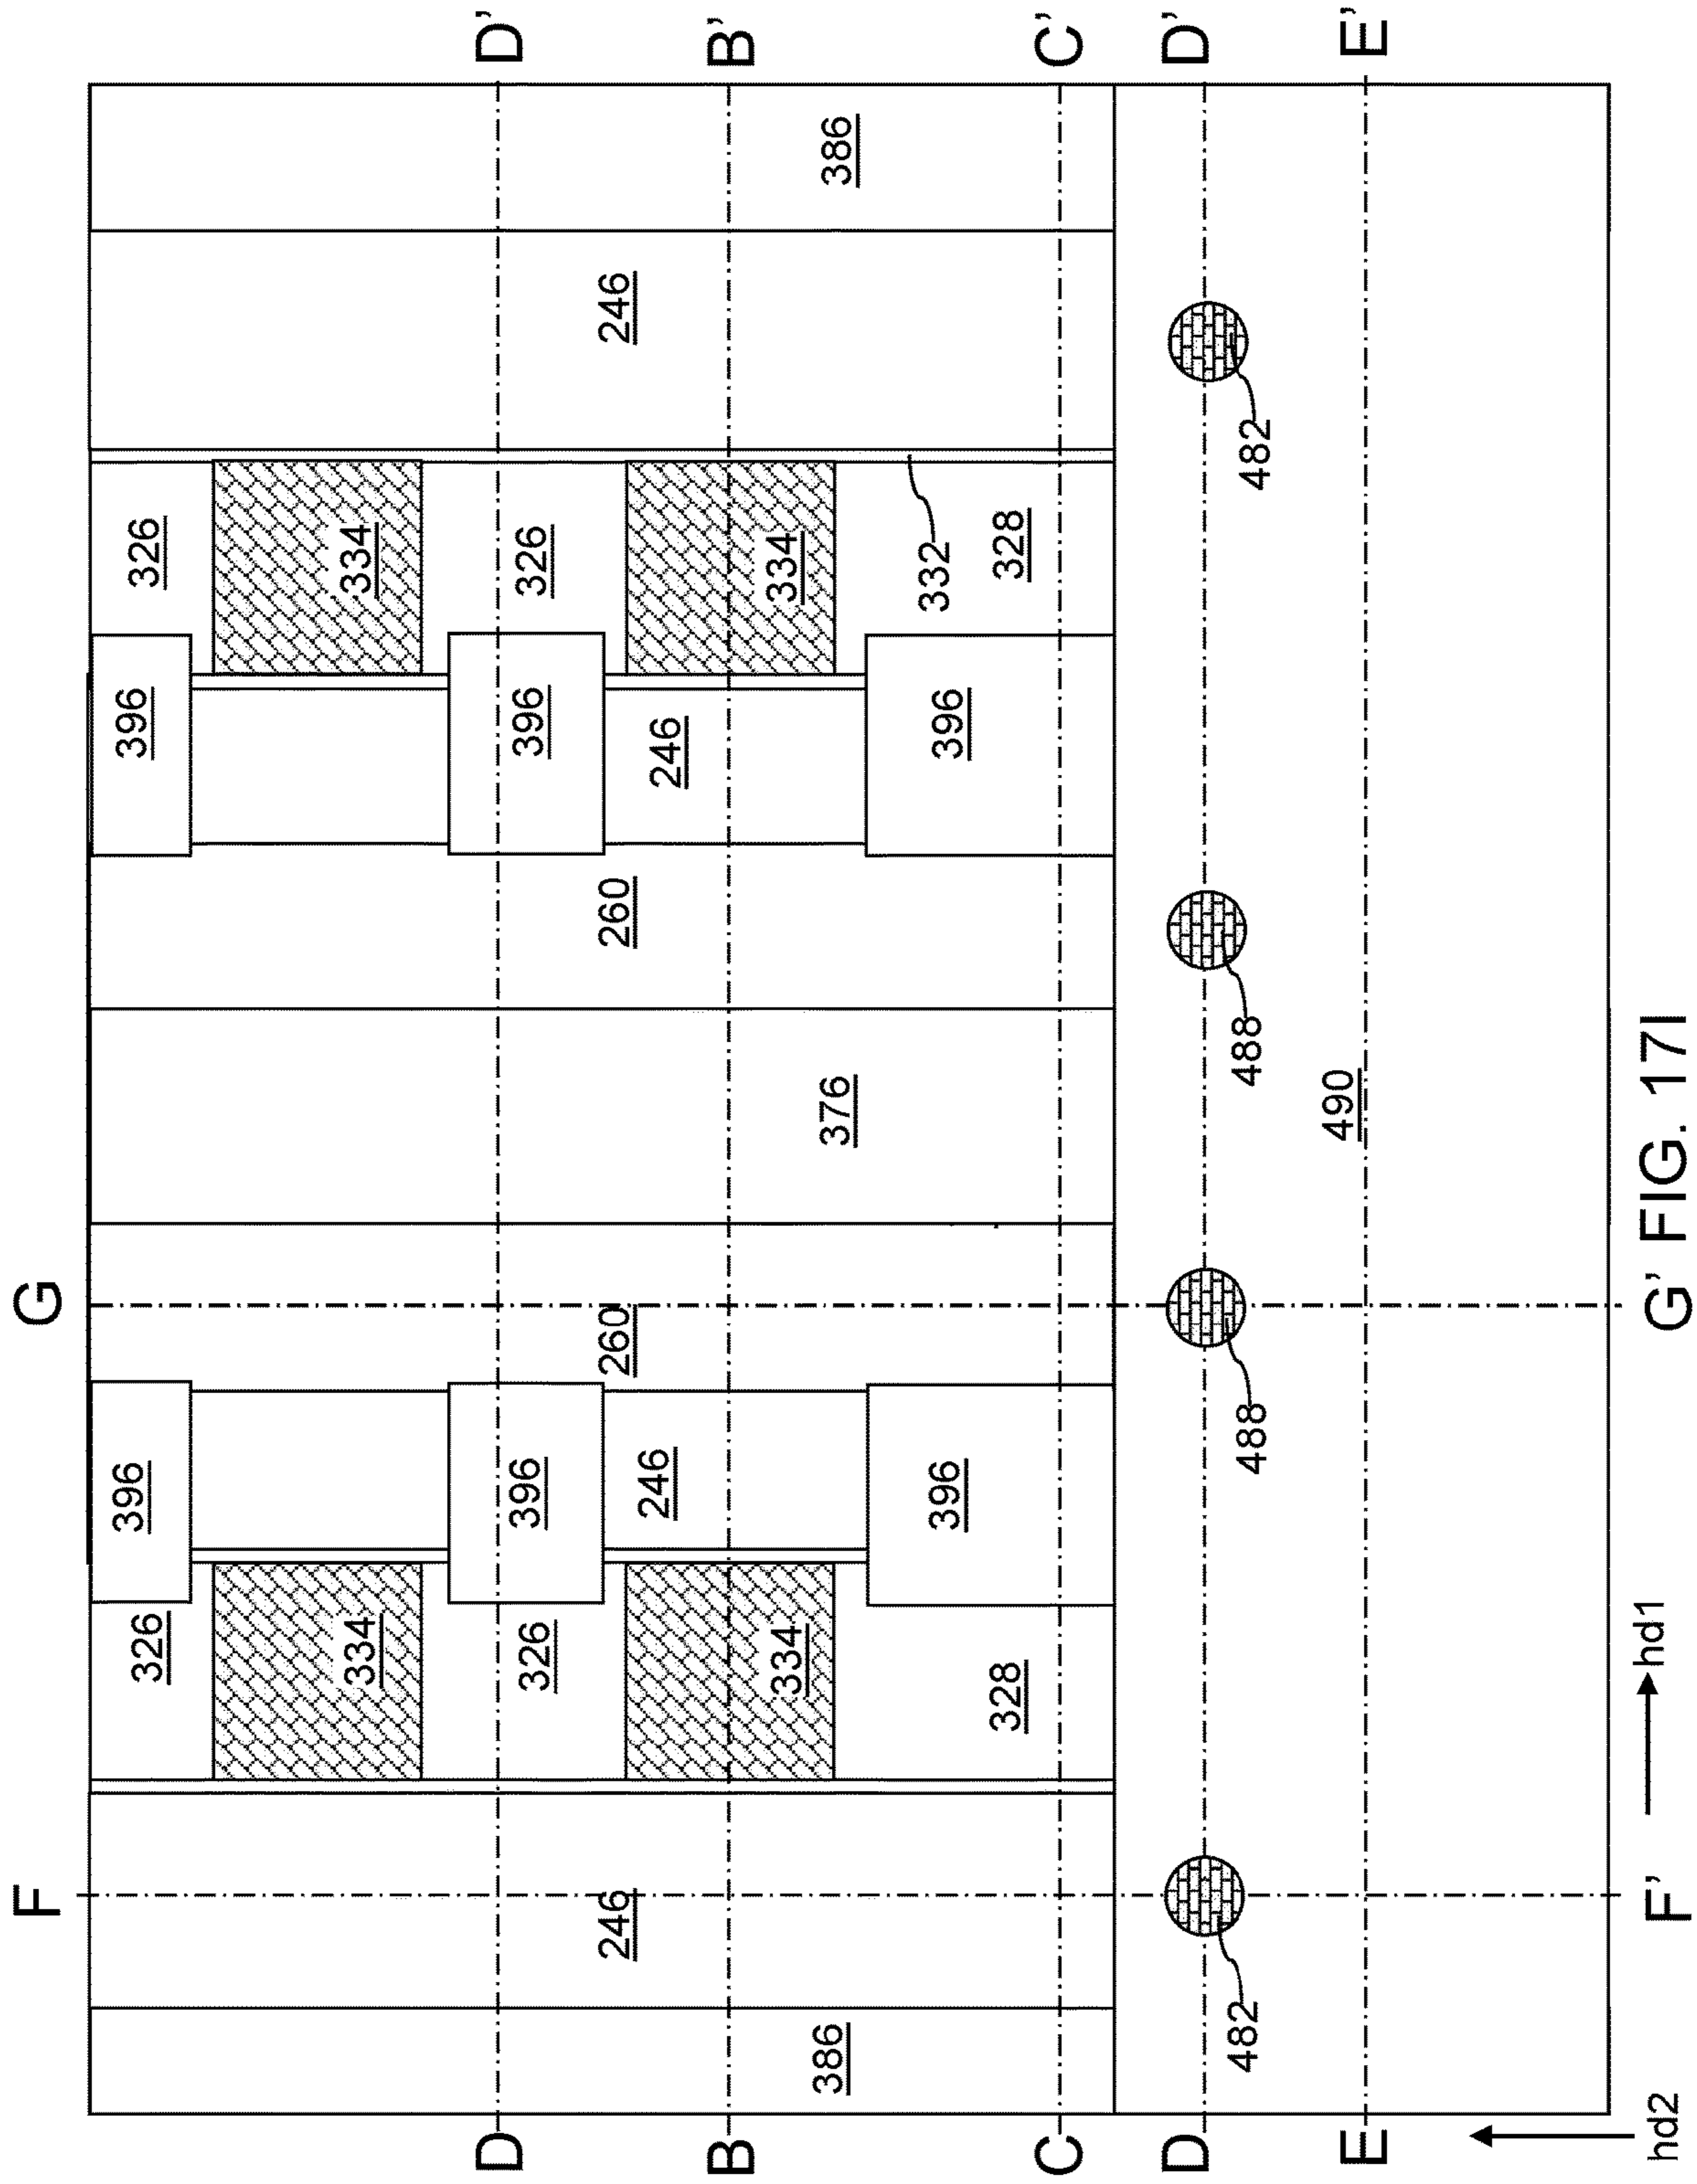 F G
326 396 396 326
334 334
D 326 396 396 326 D'
246 260 260 246
246 246
B B'
334 334
386 376 386
396 396 332
328 328
C C'
D D'
482 488 488 482
490
E E'
hd2 F' hd1 G' FIG. 17I